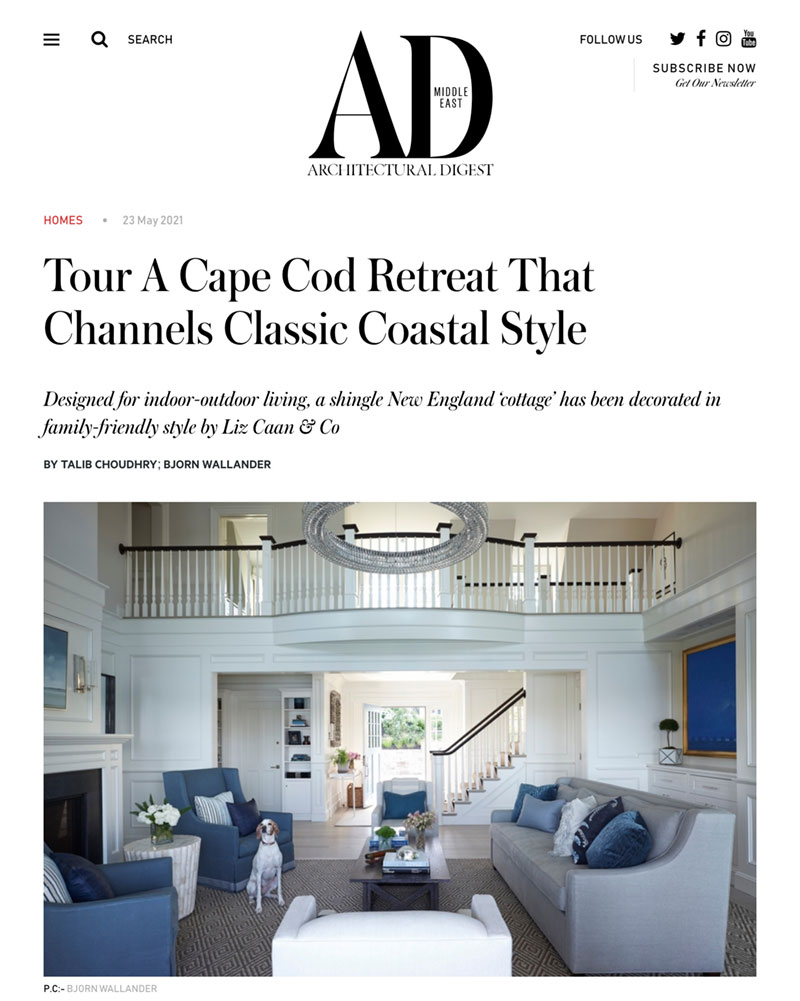 SEARCH
FOLLOW US
You
Tube
SUBSCRIBE NOW
Get Our Newsletter
AD
MIDDLE
EAST
ARCHITECTURAL DIGEST
HOMES • 23 May 2021
Tour A Cape Cod Retreat That
Channels Classic Coastal Style
Designed for indoor-outdoor living, a shingle New England ‘cottage’ has been decorated in
family-friendly style by Liz Caan & Co
BY TALIB CHOUDHRY; BJORN WALLANDER
P.C:- BJORN WALLANDER